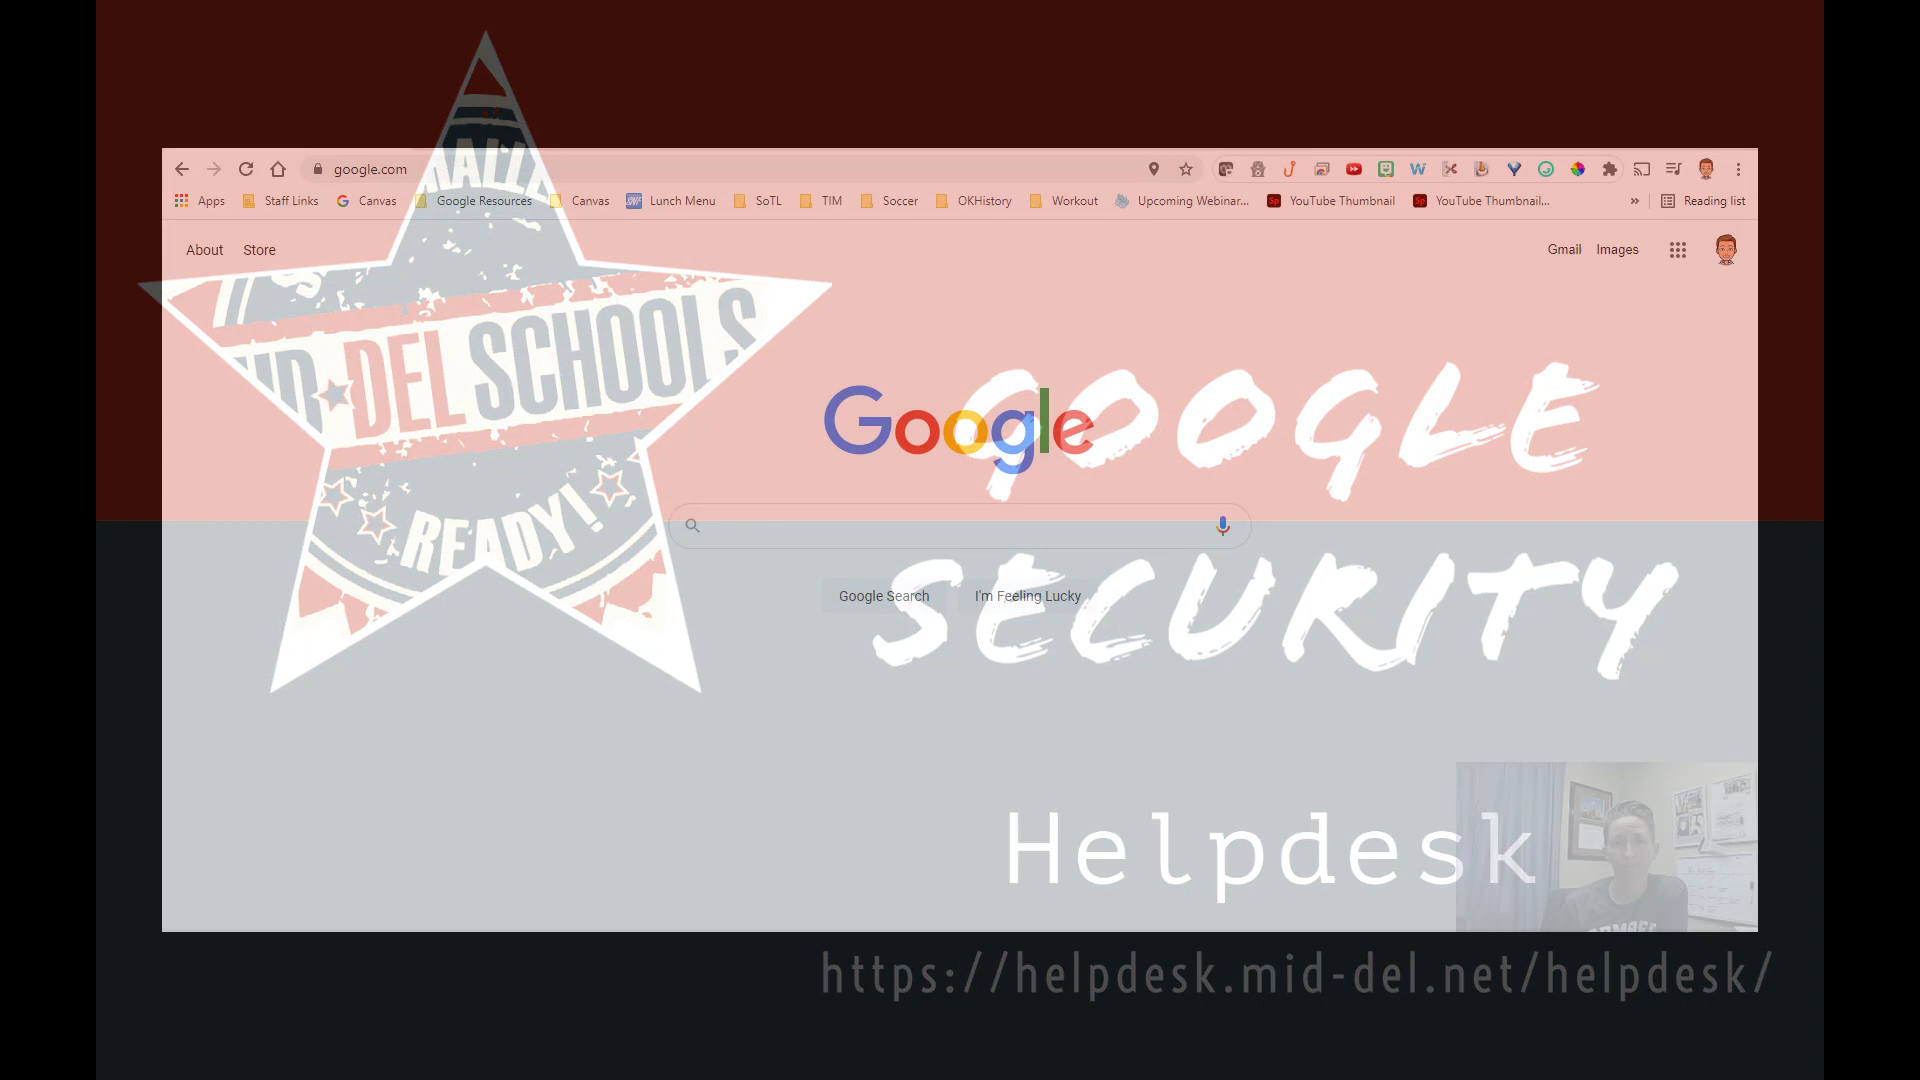 google.com
Apps Staff Links Canvas Google Resources Canvas Lunch Menu SoTL TIM Soccer OKHistory Workout Upcoming Webinar... YouTube Thumbnail YouTube Thumbnail... » Reading list
About Store Gmail Images
DEL SCHOOLS
READY!
Google
GOOGLE
SECURITY
Google Search I'm Feeling Lucky
Helpdesk
https://helpdesk.mid-del.net/helpdesk/